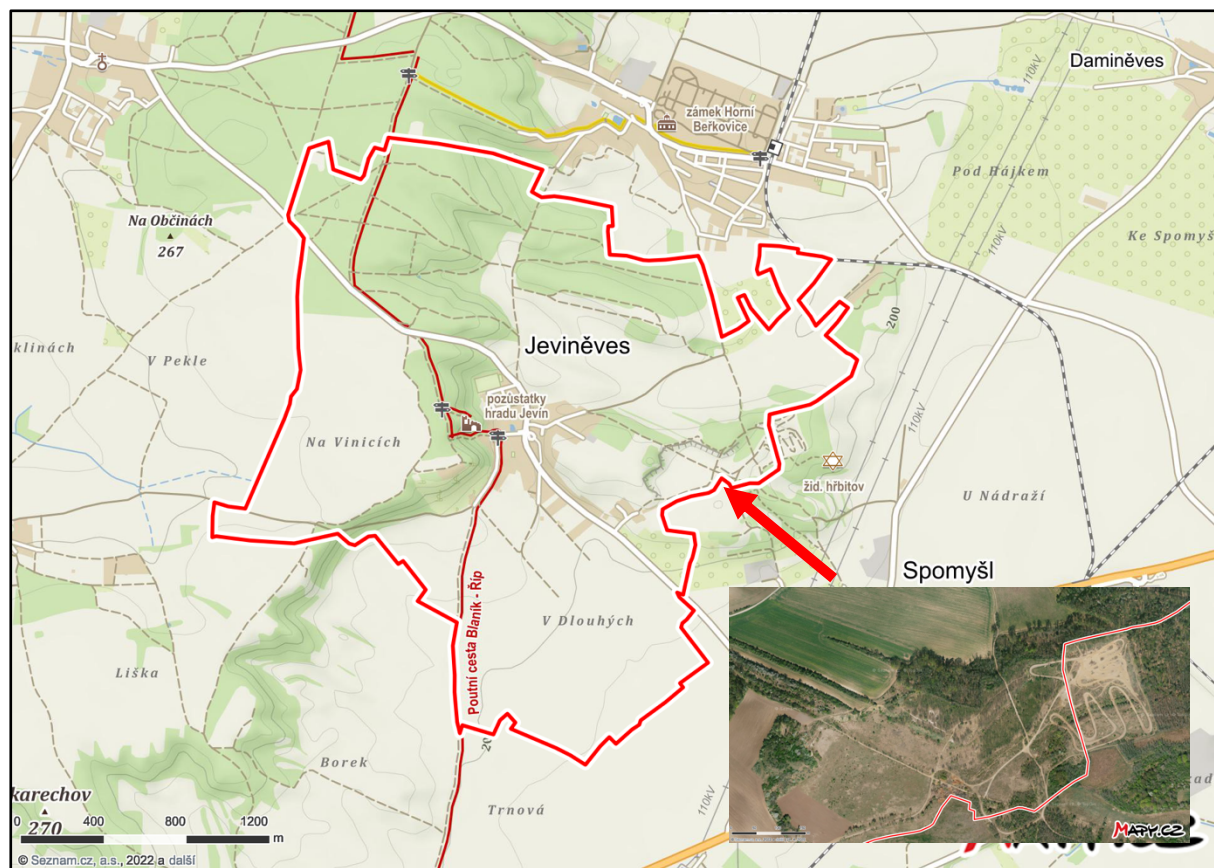 110kV
110kV
Daminěves
zámek Horní
Beřkovice
Pod Hájkem
Na Občinách
267
Ke Spomyš
200
Jeviněves
klinách
V Pekle
pozůstatky
hradu Jevín
110kV
Na Vinicích
žid. hřbitov
U Nádraží
Spomyšl
Poutní cesta Blaník - Říp
V Dlouhých
Liška
20
Borek
karechov
270
Trnová
110kV
0 400 800 1200
m
© Seznam.cz, a.s., 2022 a další
MAPY.CZ